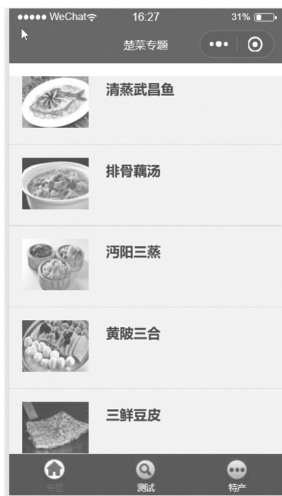 WeChat 16:27 31%
楚菜专题
清蒸武昌鱼
排骨藕汤
沔阳三蒸
黄陂三合
三鲜豆皮
测试 特产